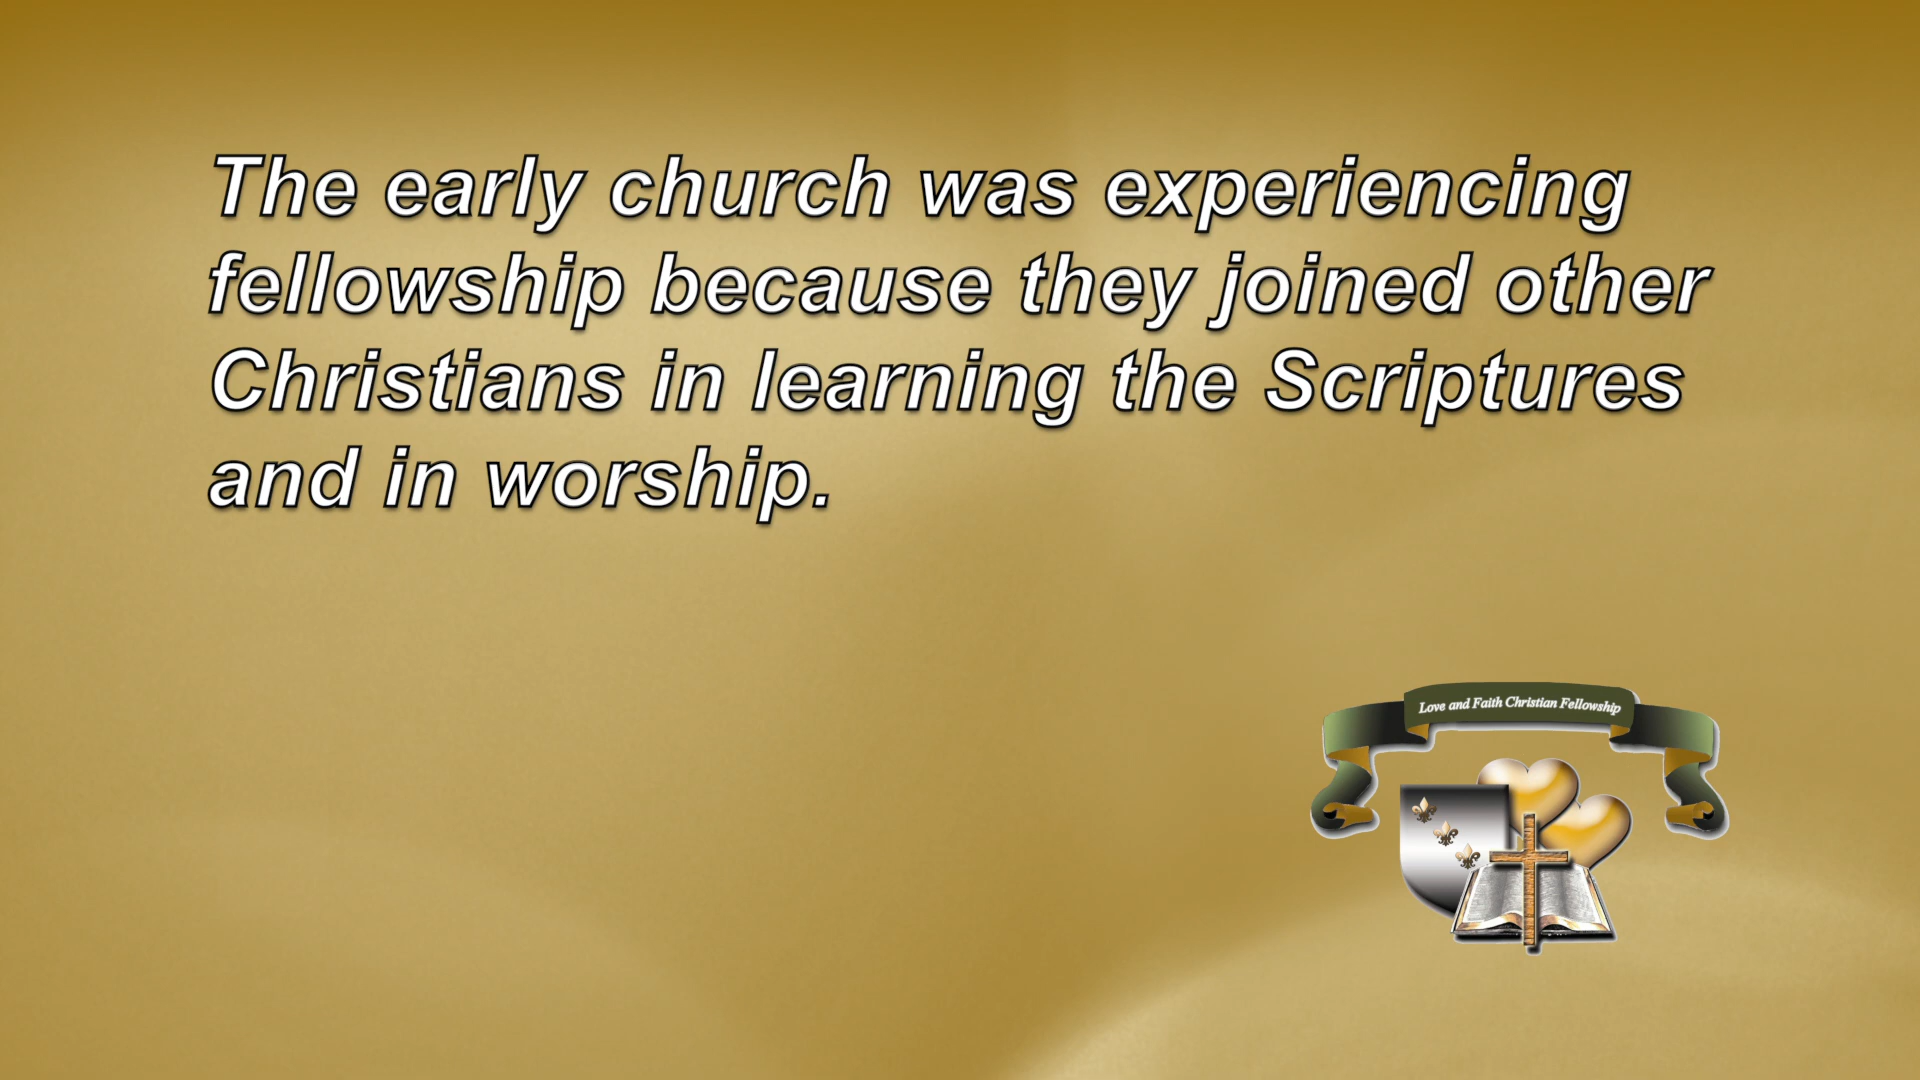 The early church was experiencing
fellowship because they joined other
Christians in learning the Scriptures
and in worship.
Love and Faith Christian Fellowship